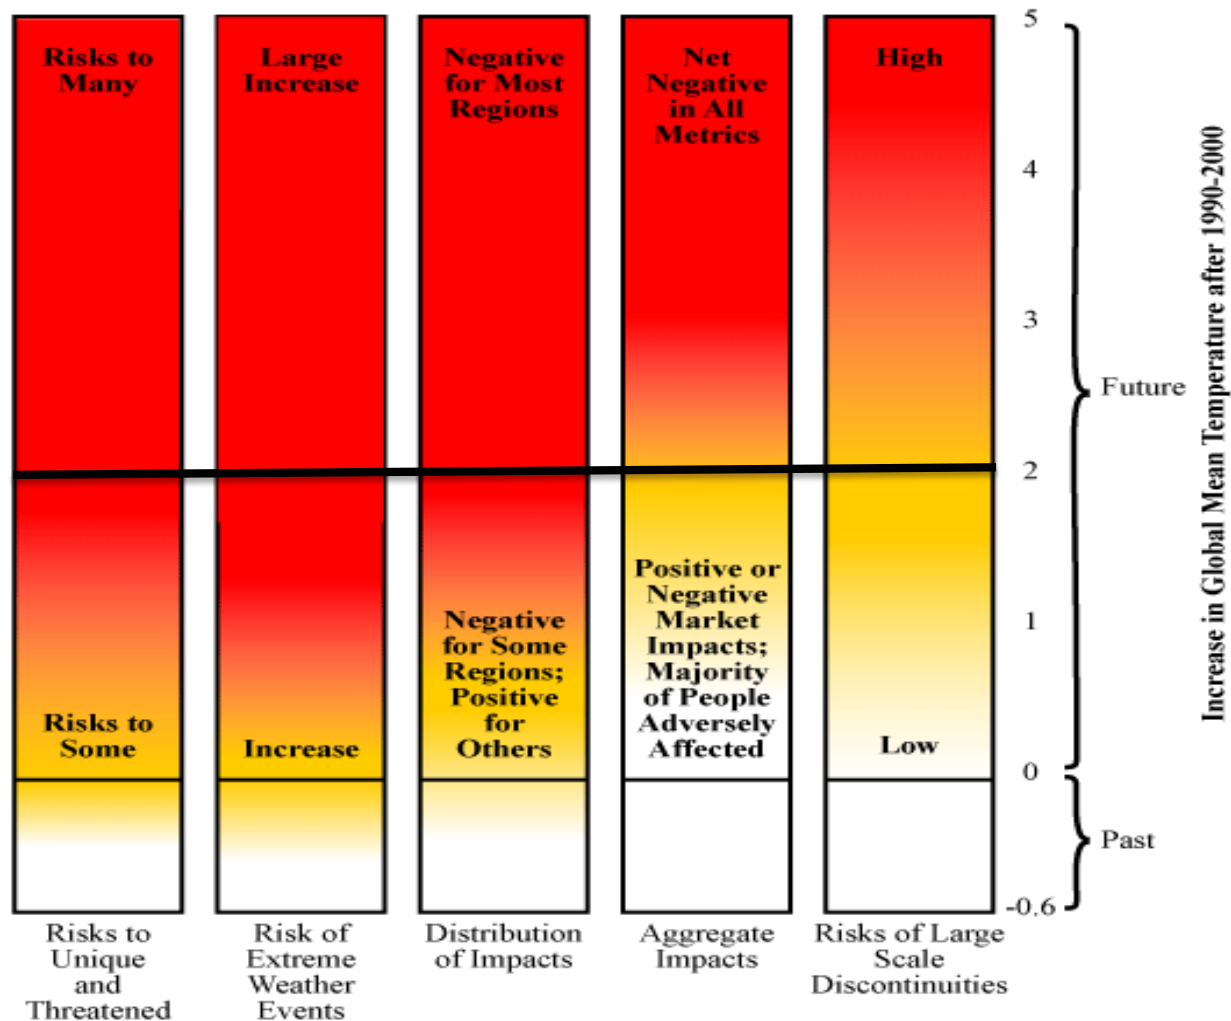 Risks to
Many
Large
Increase
Negative
for Most
Regions
Net
Negative
in All
Metrics
High
Risks to
Some
Increase
Negative
for Some
Regions;
Positive
for
Others
Positive or
Negative
Market
Impacts;
Majority
of People
Adversely
Affected
Low
5
4
3
2
1
0
-0.6
Future
Past
Increase in Global Mean Temperature after 1990-2000
Risks to
Unique
and
Threatened
Risk of
Extreme
Weather
Events
Distribution
of Impacts
Aggregate
Impacts
Risks of Large
Scale
Discontinuities